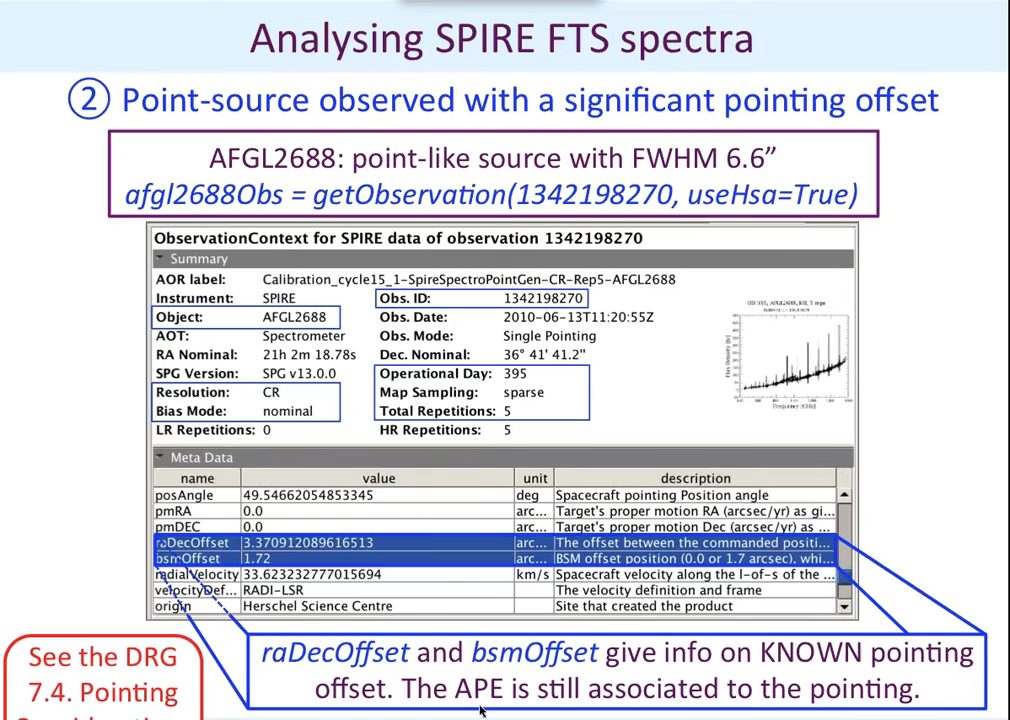 Analysing SPIRE FTS spectra
② Point-source observed with a significant pointing offset
AFGL2688: point-like source with FWHM 6.6”
afgl2688Obs = getObservation(1342198270, useHsa=True)
ObservationContext for SPIRE data of observation 1342198270
Summary
AOR label: Calibration_cycle15_1-SpireSpectroPointGen-CR-Rep5-AFGL2688
Instrument: SPIRE Obs. ID: 1342198270
Object: AFGL2688 Obs. Date: 2010-06-13T11:20:55Z
AOT: Spectrometer Obs. Mode: Single Pointing
RA Nominal: 21h 2m 18.78s Dec. Nominal: 36° 41' 41.2"
SPG Version: SPG v13.0.0 Operational Day: 395
Resolution: CR Map Sampling: sparse
Bias Mode: nominal Total Repetitions: 5
LR Repetitions: 0 HR Repetitions: 5
Flux Density [Jy]
Frequency [GHz]
Meta Data
name value unit description
posAngle 49.54662054853345 deg Spacecraft pointing Position angle
pmRA 0.0 arc... Target's proper motion RA (arcsec/yr) as gi...
pmDEC 0.0 arc... Target's proper motion Dec (arcsec/yr) as ...
raDecOffset 3.370912089616513 arc... The offset between the commanded positi...
bsmOffset 1.72 arc... BSM offset position (0.0 or 1.7 arcsec), whi...
radialVelocity 33.623232777015694 km/s Spacecraft velocity along the l-of-s of the ...
velocityDef... RADI-LSR The velocity definition and frame
origin Herschel Science Centre Site that created the product
raDecOffset and bsmOffset give info on KNOWN pointing
offset. The APE is still associated to the pointing.
See the DRG
7.4. Pointing